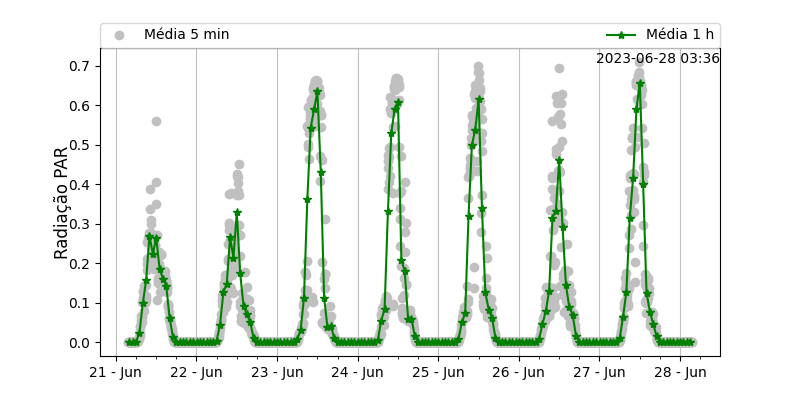 Média 5 min
Média 1 h
2023-06-28 03:36
Radiação PAR
0.7
0.6
0.5
0.4
0.3
0.2
0.1
0.0
21 - Jun
22 - Jun
23 - Jun
24 - Jun
25 - Jun
26 - Jun
27 - Jun
28 - Jun